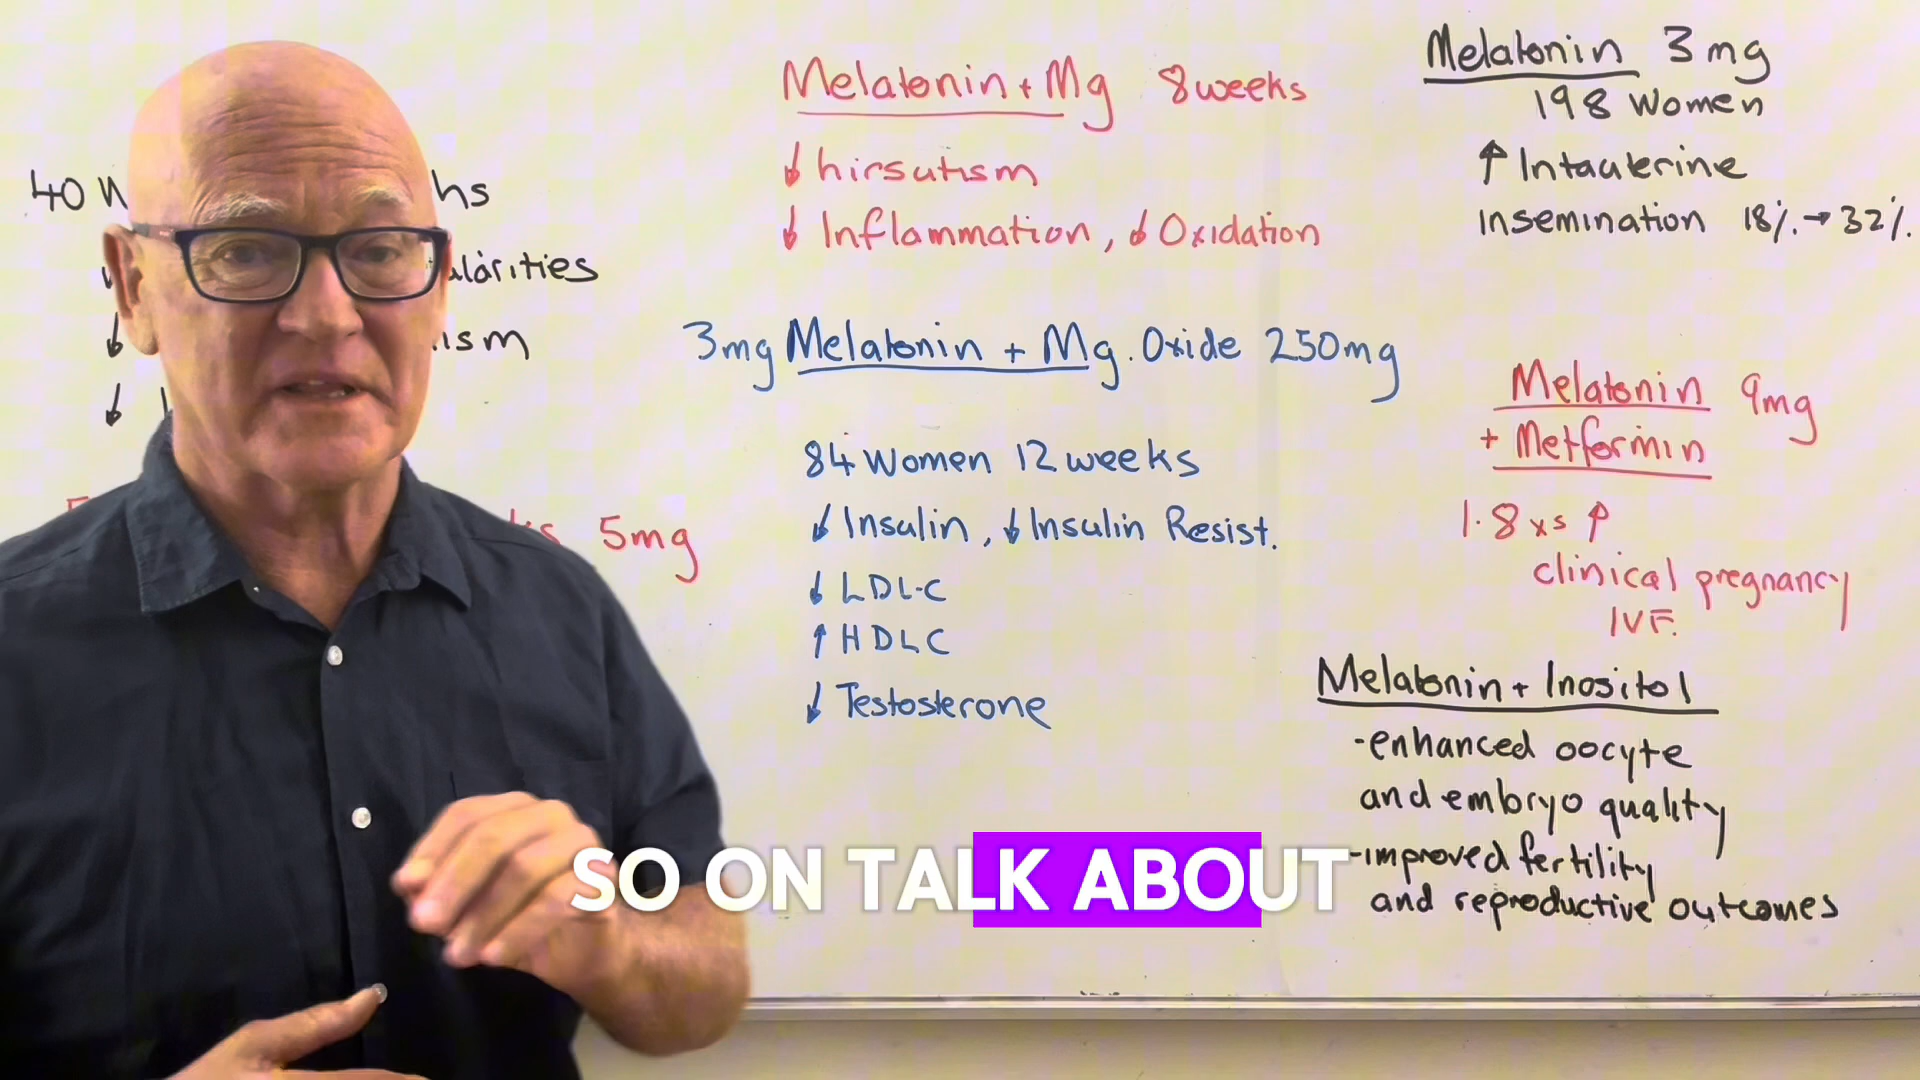 40
hs
ularities
ism
5mg
Melatonin + Mg 8 weeks
↓ hirsutism
↓ Inflammation, ↓ Oxidation
3mg Melatonin + Mg. Oxide 250mg
84 Women 12 weeks
↓ Insulin, ↓ Insulin Resist.
↓ LDL-C
↑ HDLC
↓ Testosterone
Melatonin 3mg
198 Women
↑ Intauterine
insemination 18% → 32%.
Melatonin 9mg
+ Metformin
1.8 xs ↑
clinical pregnancy
IVF.
Melatonin + Inositol
-enhanced oocyte
and embryo quality
-improved fertility
and reproductive outcomes
SO ON TALK ABOUT